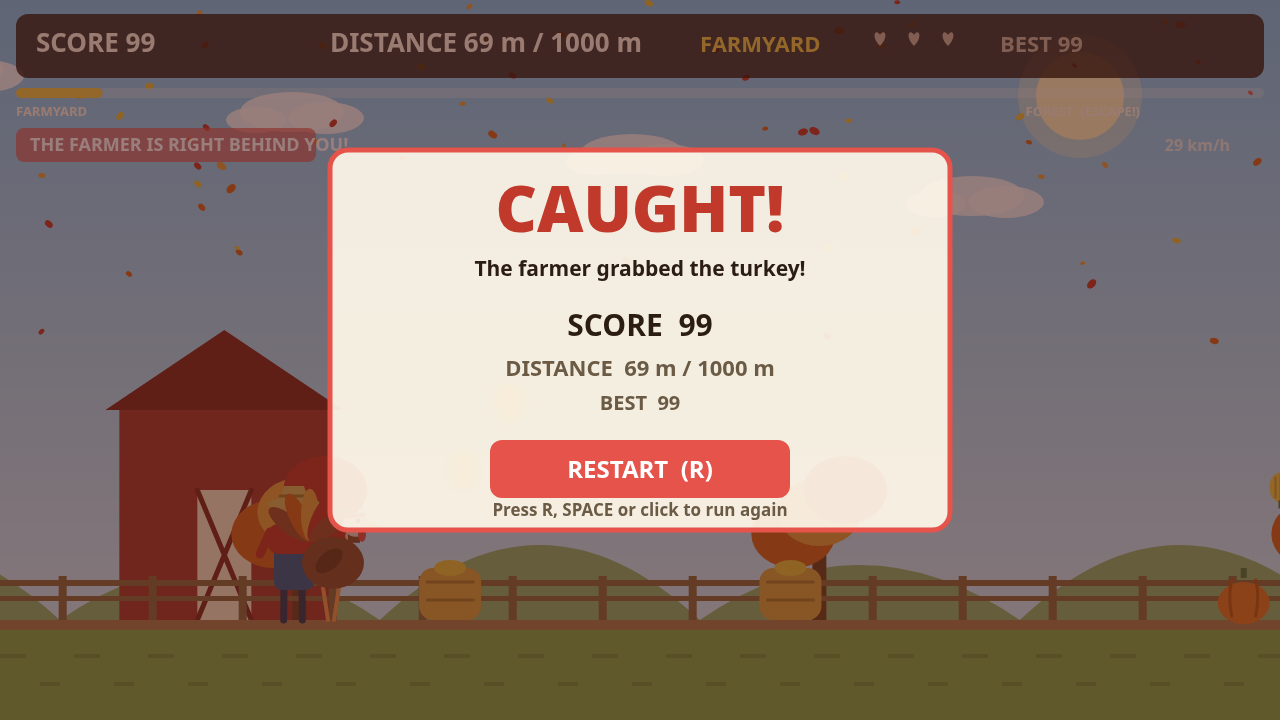 SCORE 99 DISTANCE 69 m / 1000 m FARMYARD BEST 99
FARMYARD
THE FARMER IS RIGHT BEHIND YOU!
29 km/h
CAUGHT!
The farmer grabbed the turkey!
SCORE 99
DISTANCE 69 m / 1000 m
BEST 99
RESTART (R)
Press R, SPACE or click to run again